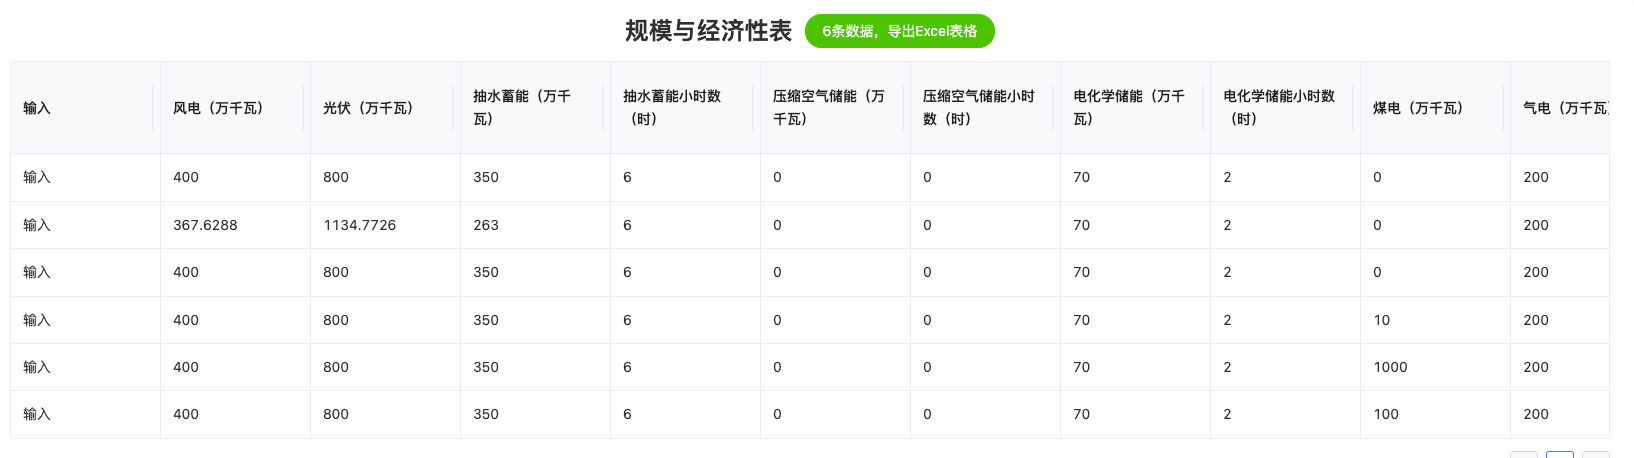 规模与经济性表 6条数据，导出Excel表格
输入 风电（万千瓦） 光伏（万千瓦） 抽水蓄能（万千瓦） 抽水蓄能小时数（时） 压缩空气储能（万千瓦） 压缩空气储能小时数（时） 电化学储能（万千瓦） 电化学储能小时数（时） 煤电（万千瓦） 气电（万千瓦）
输入 400 800 350 6 0 0 70 2 0 200
输入 367.6288 1134.7726 263 6 0 0 70 2 0 200
输入 400 800 350 6 0 0 70 2 0 200
输入 400 800 350 6 0 0 70 2 10 200
输入 400 800 350 6 0 0 70 2 1000 200
输入 400 800 350 6 0 0 70 2 100 200